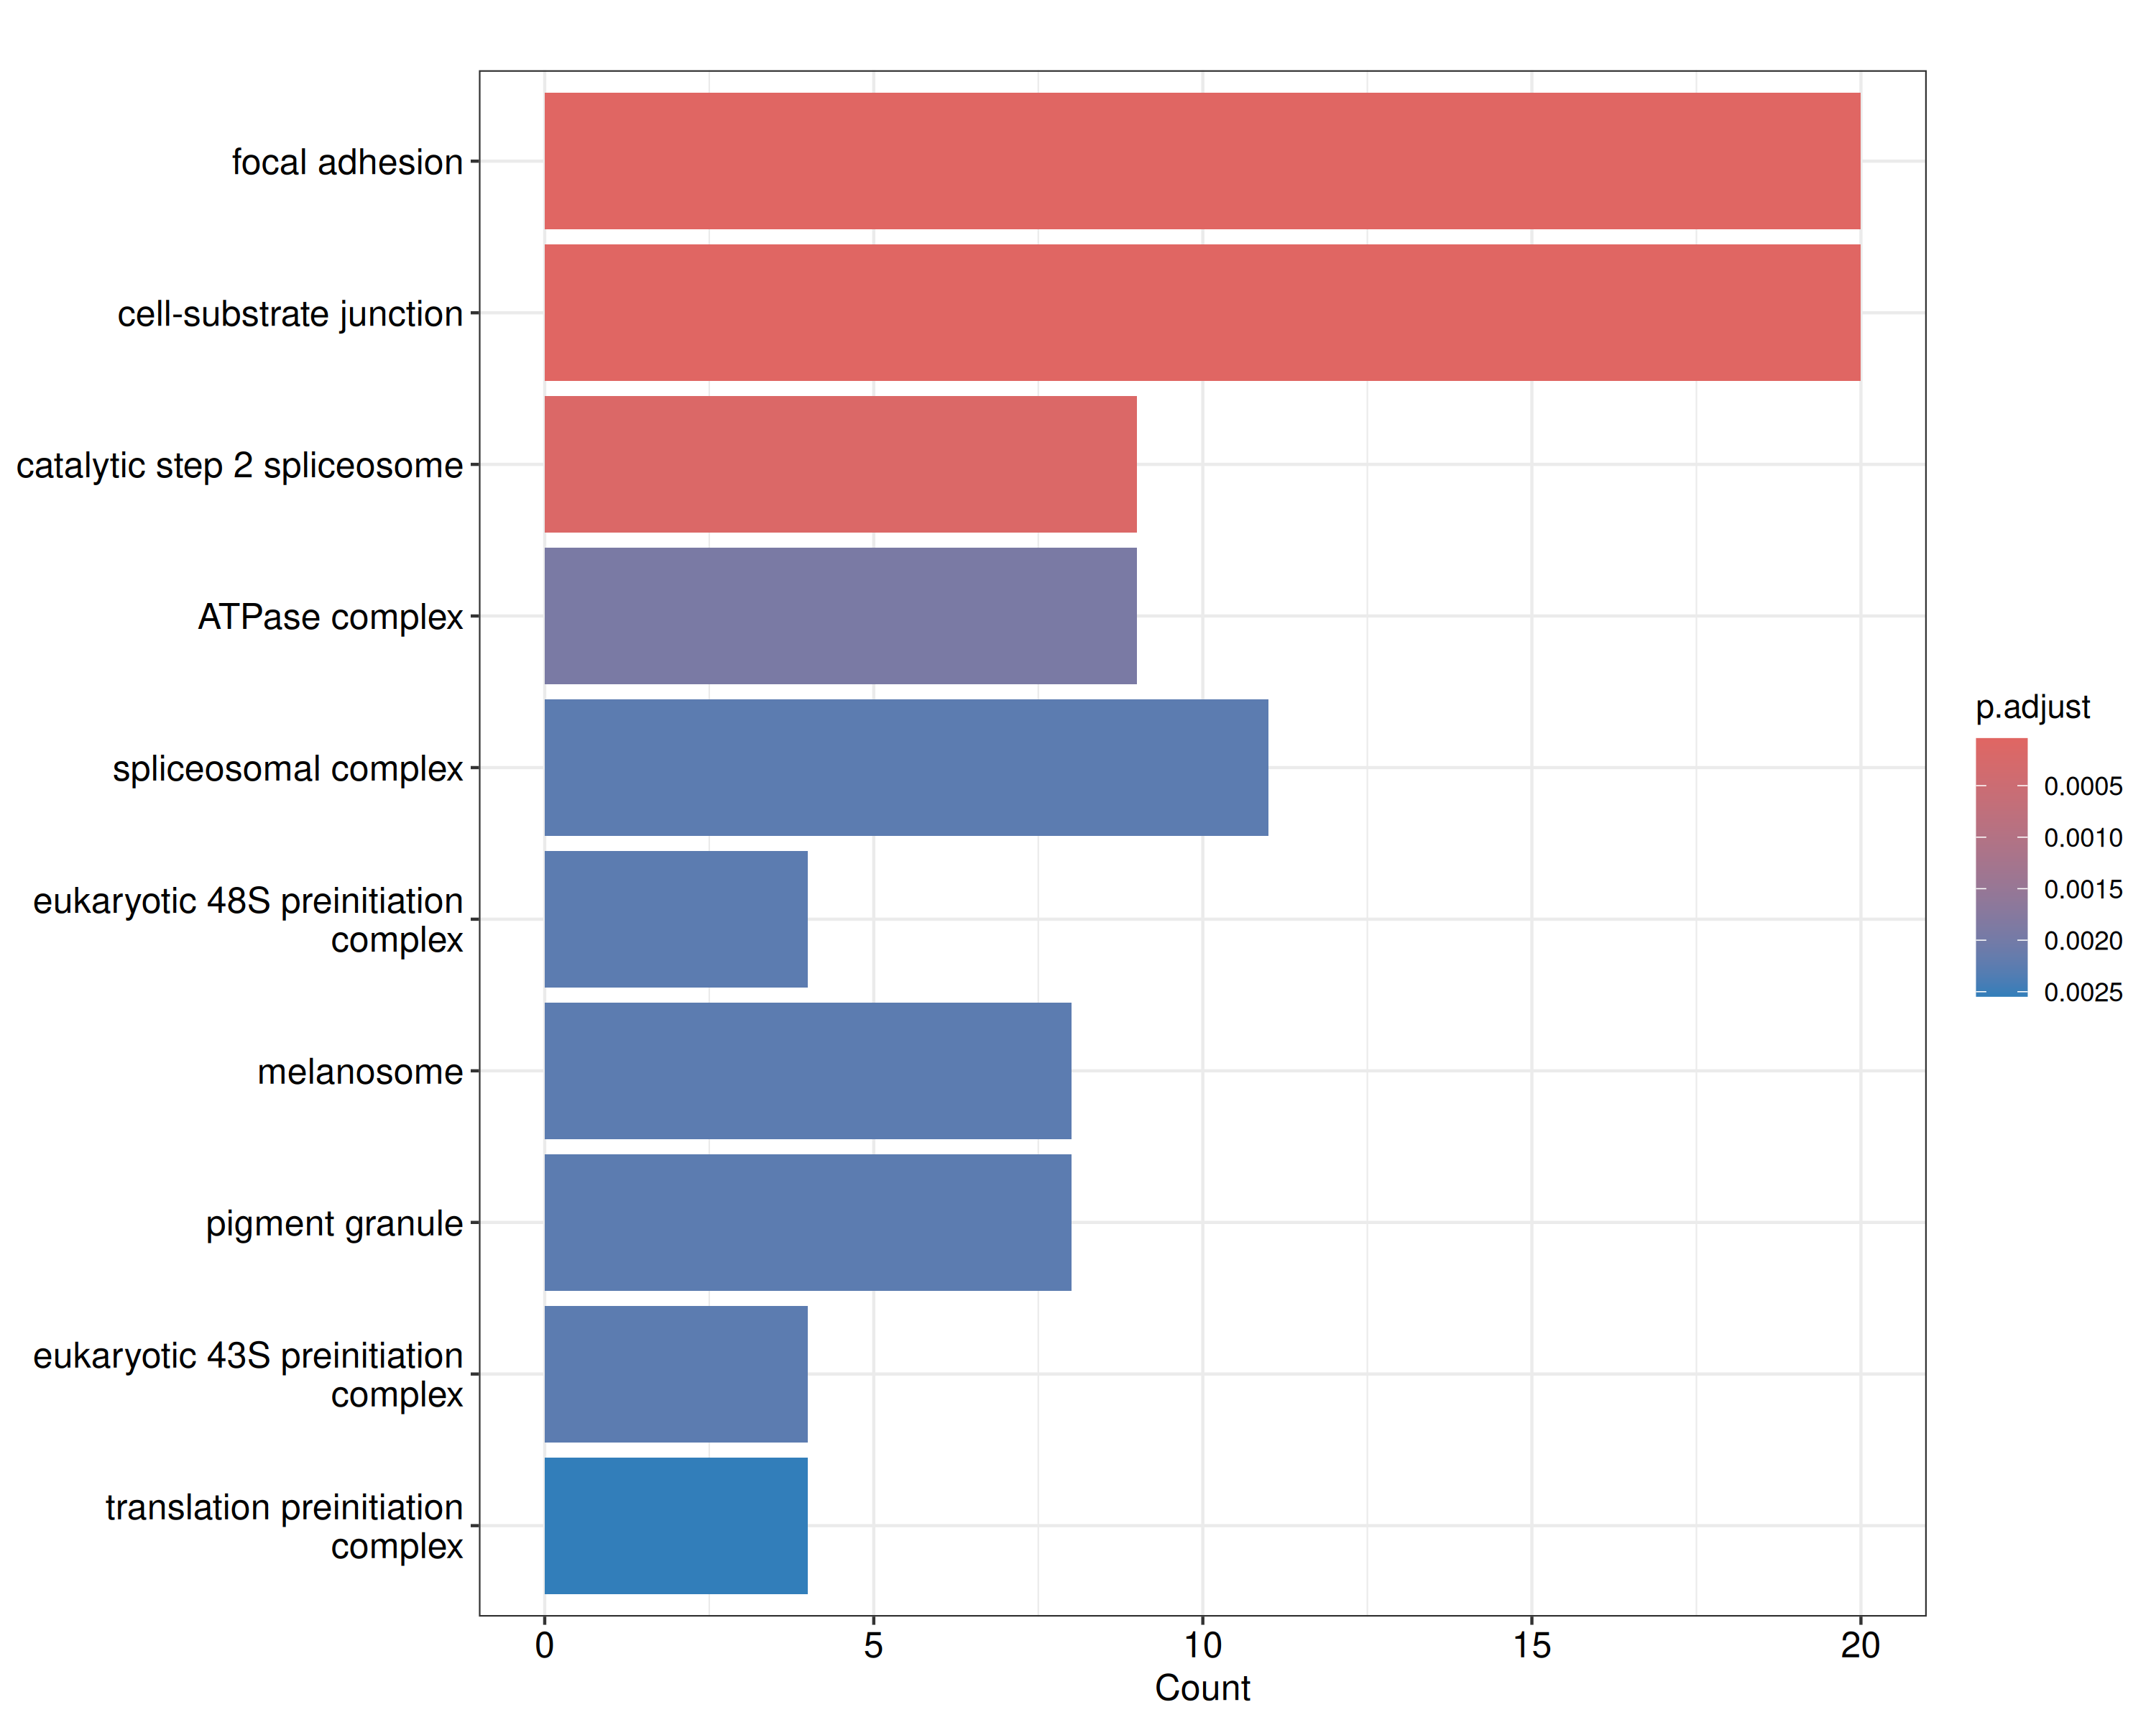 focal adhesion
cell-substrate junction
catalytic step 2 spliceosome
ATPase complex
spliceosomal complex
eukaryotic 48S preinitiation
complex
melanosome
pigment granule
eukaryotic 43S preinitiation
complex
translation preinitiation
complex
0
5
10
15
20
Count
p.adjust
0.0005
0.0010
0.0015
0.0020
0.0025